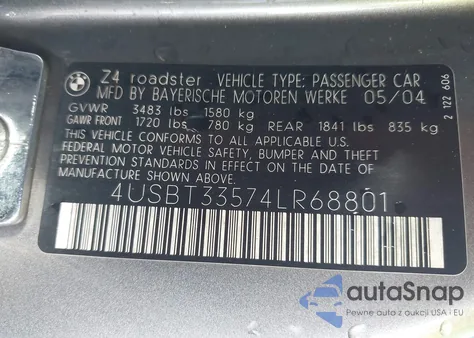 Z4 roadster VEHICLE TYPE: PASSENGER CAR
MFD BY BAYERISCHE MOTOREN WERKE 05/04
GVWR 3483 lbs 1580 kg
GAWR FRONT 1720 lbs 780 kg REAR 1841 lbs 835 kg
THIS VEHICLE CONFORMS TO ALL APPLICABLE U.S.
FEDERAL MOTOR VEHICLE SAFETY, BUMPER, AND
THEFT PREVENTION STANDARDS IN EFFECT ON THE
DATE OF MANUFACTURE SHOWN ABOVE.
4USBT33574LR68801
2 122 606
autoSnap
Pewne auto z aukcji USA i EU